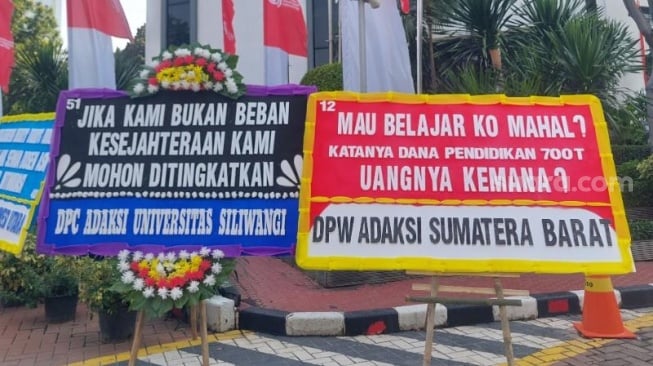 51
JIKA KAMI BUKAN BEBAN
KESEJAHTERAAN KAMI
MOHON DITINGKATKAN
DPC ADAKSI UNIVERSITAS SILIWANGI
12
MAU BELAJAR KO MAHAL?
KATANYA DANA PENDIDIKAN 700T
UANGNYA KEMANA?
DPW ADAKSI SUMATERA BARAT